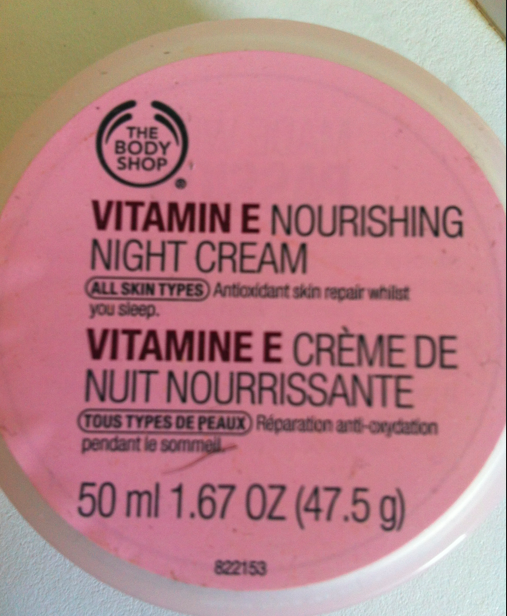 THE
BODY
SHOP
®
VITAMIN E NOURISHING
NIGHT CREAM
ALL SKIN TYPES Antioxidant skin repair whilst
you sleep.
VITAMINE E CRÈME DE
NUIT NOURRISSANTE
TOUS TYPES DE PEAUX Réparation anti-oxydation
pendant le sommeil.
50 ml 1.67 OZ (47.5 g)
822153